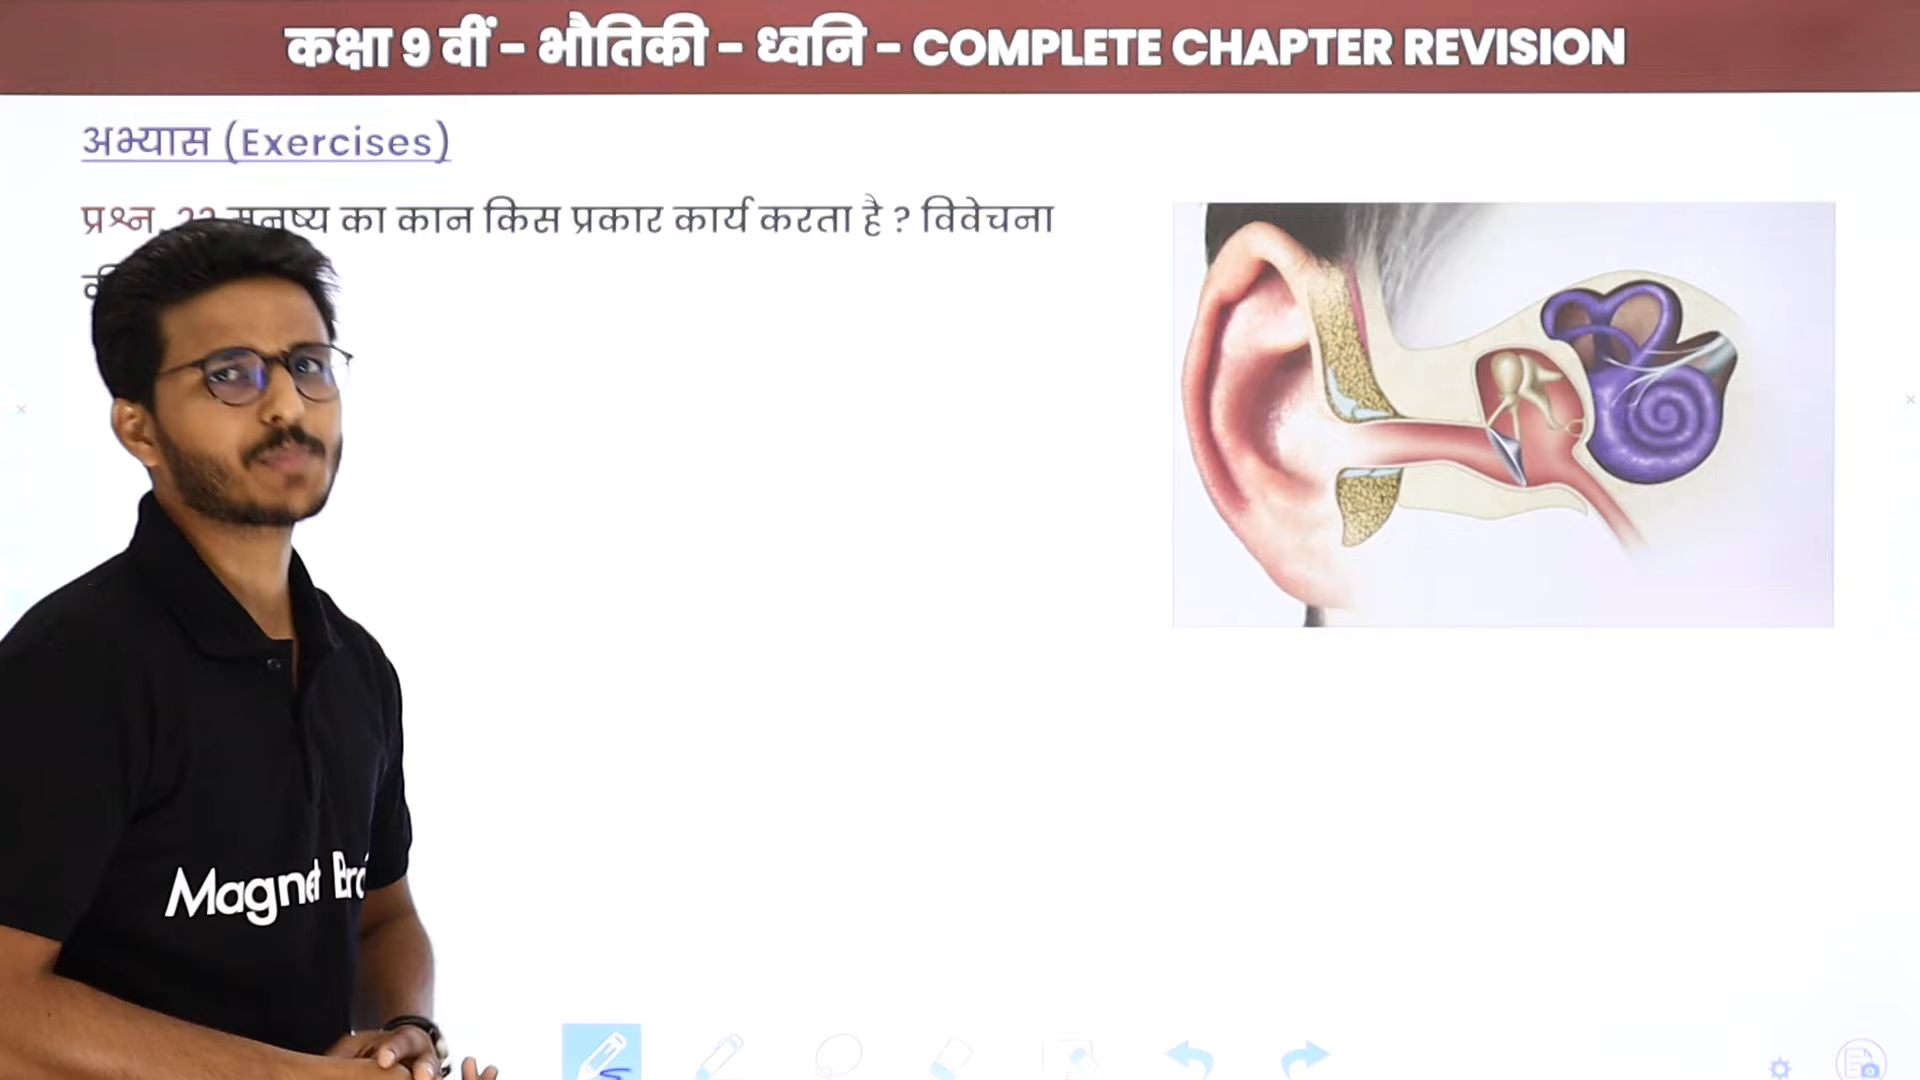 कक्षा 9 वीं - भौतिकी - ध्वनि - COMPLETE CHAPTER REVISION
अभ्यास (Exercises)
प्रश्न. मनुष्य का कान किस प्रकार कार्य करता है ? विवेचना
Magnet